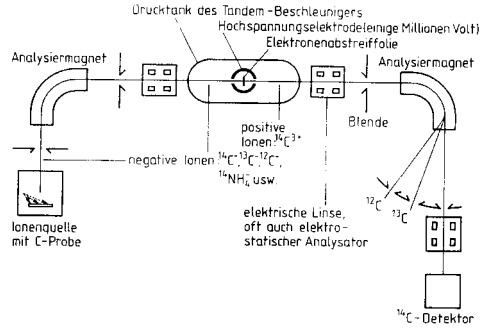 Drucktank des Tandem-Beschleunigers
Hochspannungselektrode(einige Millionen Volt)
Elektronenabstreiffolie
Analysiermagnet
Analysiermagnet
positive
Ionen:¹⁴C³⁺
Blende
negative Ionen:¹⁴C⁻,¹³C⁻,¹²C⁻,
¹⁴NH₄⁻ usw.
¹²C
¹³C
Ionenquelle
mit C-Probe
elektrische Linse,
oft auch elektro-
statischer Analysator
¹⁴C-Detektor